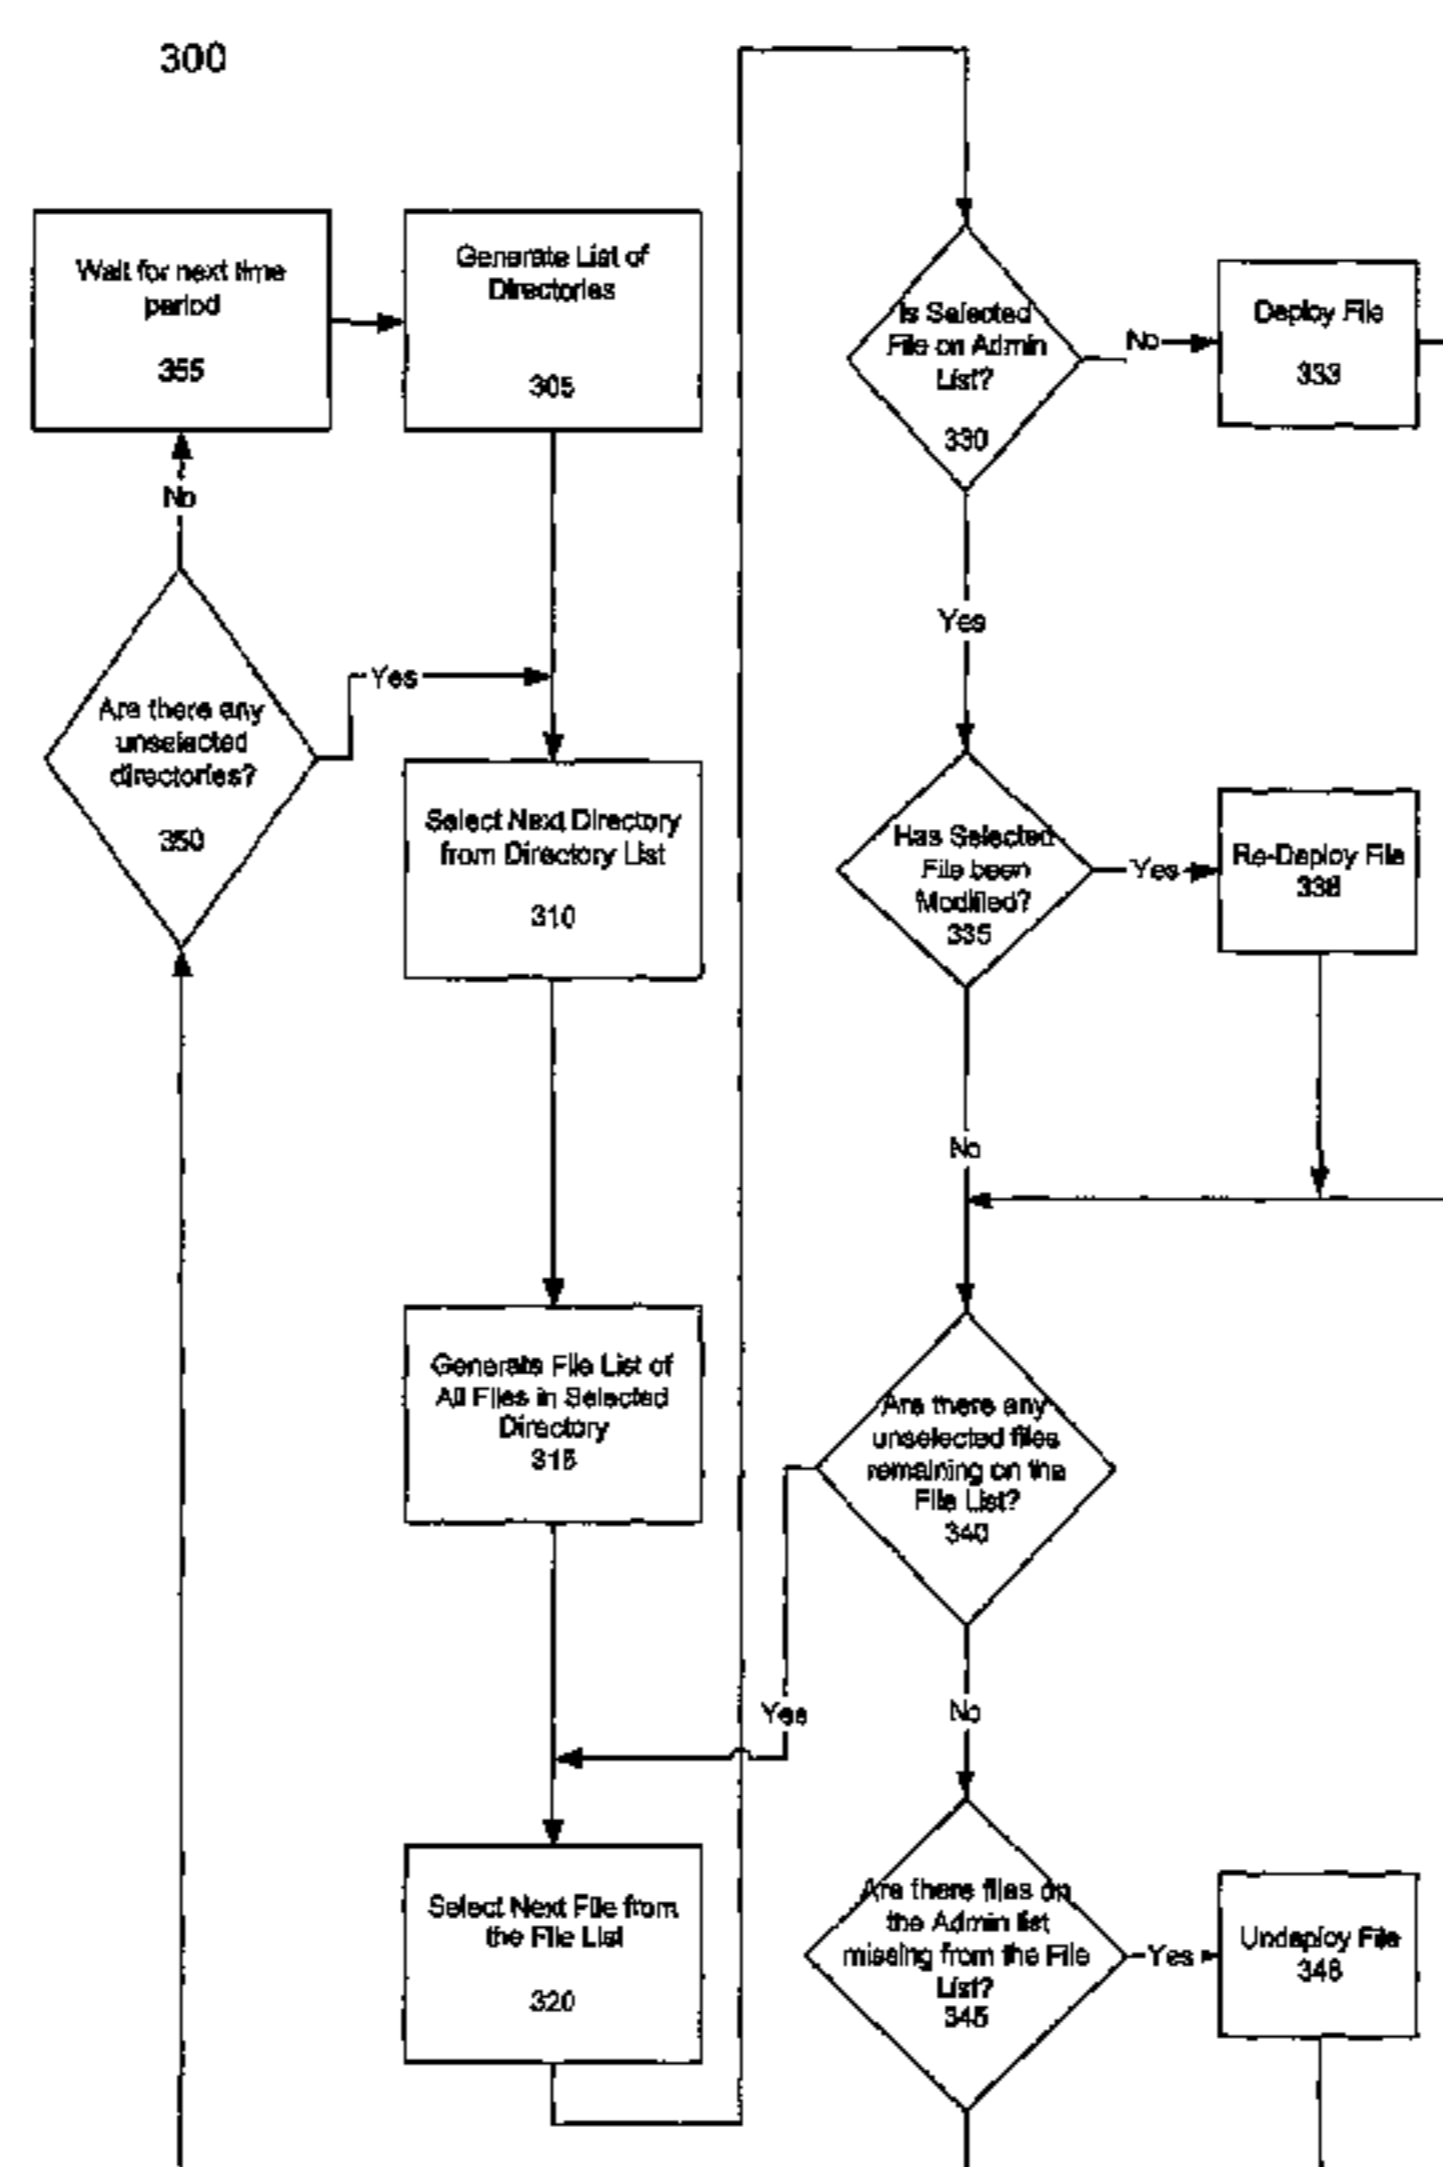 300
Wait for next time
period
355
Generate List of
Directories
305
No
Are there any
unselected
directories?
350
Yes
Select Next Directory
from Directory List
310
Generate File List of
All Files in Selected
Directory
315
Select Next File from
the File List
320
Is Selected
File on Admin
List?
330
No
Deploy File
333
Yes
Has Selected
File been
Modified?
335
Yes
Re-Deploy File
338
No
Are there any
unselected files
remaining on the
File List?
340
Yes
No
Are there files on
the Admin list
missing from the File
List?
345
Yes
Undeploy File
348